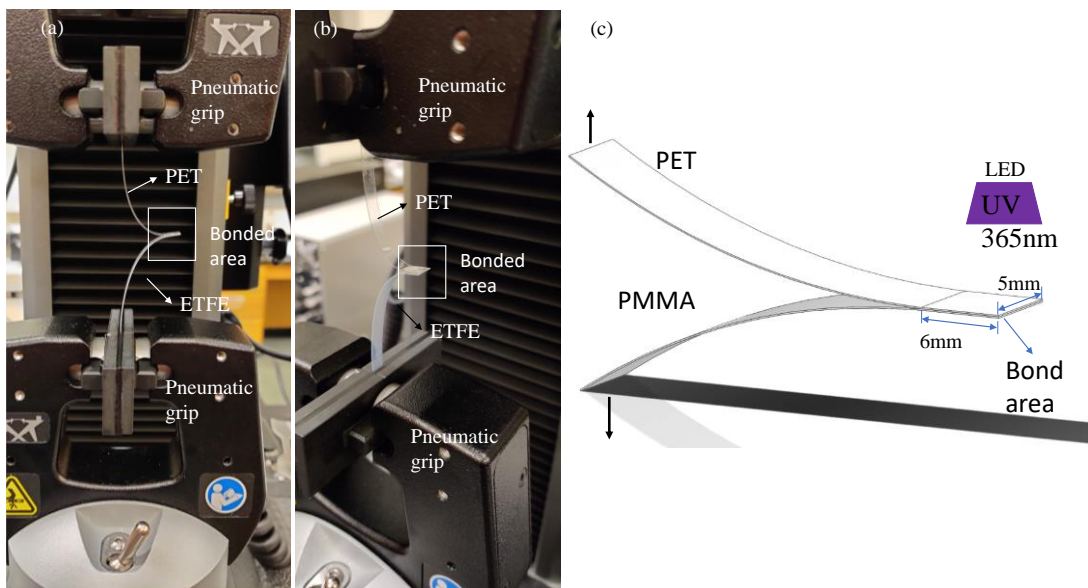 (a)
Pneumatic
grip
PET
Bonded
area
ETFE
Pneumatic
grip
(b)
Pneumatic
grip
PET
Bonded
area
ETFE
Pneumatic
grip
(c)
PET
LED
UV
365nm
PMMA
5mm
6mm
Bond
area